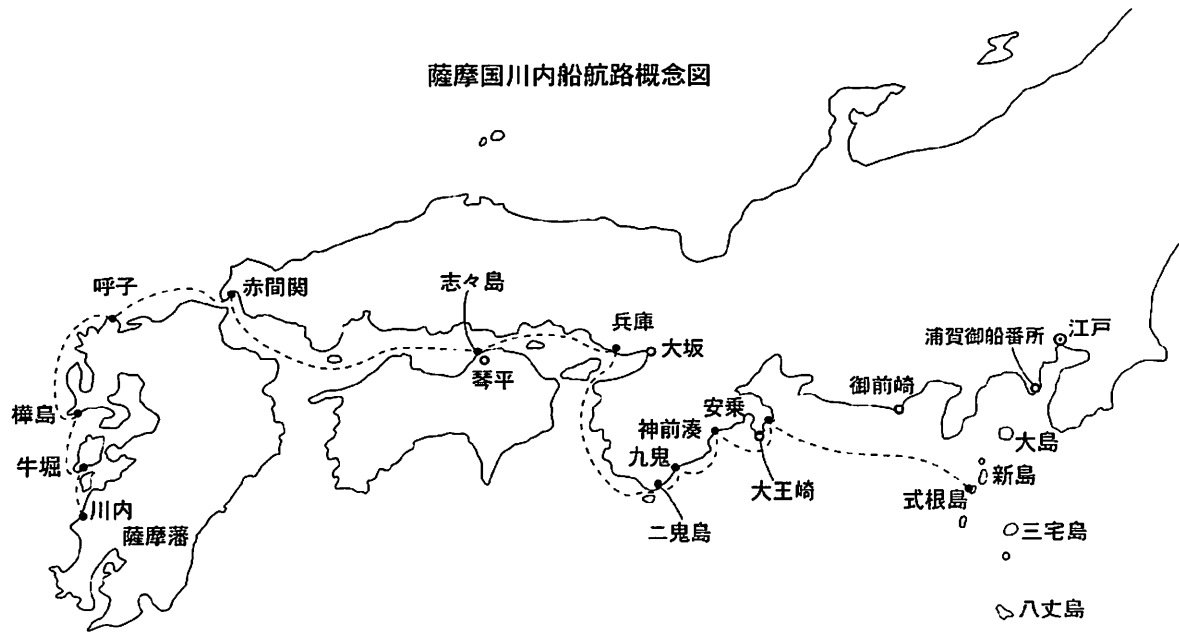 薩摩国川内船航路概念図
呼子
赤間関
志々島
兵庫
大坂
琴平
浦賀御船番所
江戸
御前崎
安乗
神前湊
九鬼
二鬼島
大王崎
大島
新島
式根島
三宅島
八丈島
樺島
牛堀
川内
薩摩藩